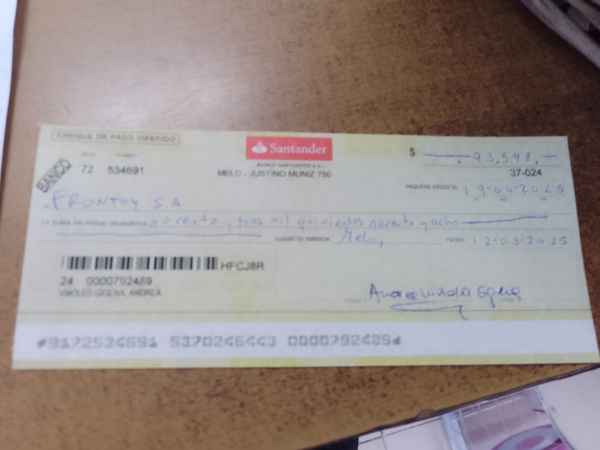 CHEQUE DE PAGO DIFERIDO
Santander
$ 93.598,-
BANCO SANTANDER S.A.
BANCO
72 534691
MELO JUSTINO MUNIZ 750
37-024
PAGUESE DESDE EL 19-04-2025
FRONTOY SA
LA SUMA DE PESOS URUGUAYOS noventa y tres mil quinientos noventa y ocho
LUGAR DE EMISION Melo, FECHA 12-03-2025
HFCJ8R
24 0000792489
VIÑOLES GIGENA, ANDREA
#9172534691 5370246443 0000792489